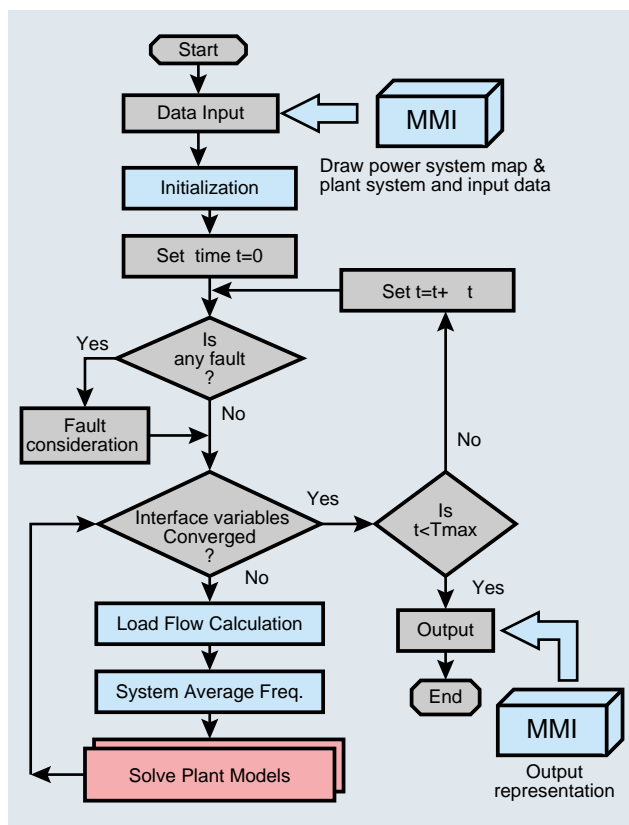 Start
Data Input
MMI
Draw power system map &
plant system and input data
Initialization
Set time t=0
Set t=t+ t
Is
any fault
?
Yes
No
Fault
consideration
Interface variables
Converged
?
Yes
No
Is
t<Tmax
No
Yes
Load Flow Calculation
System Average Freq.
Solve Plant Models
Output
End
MMI
Output
representation